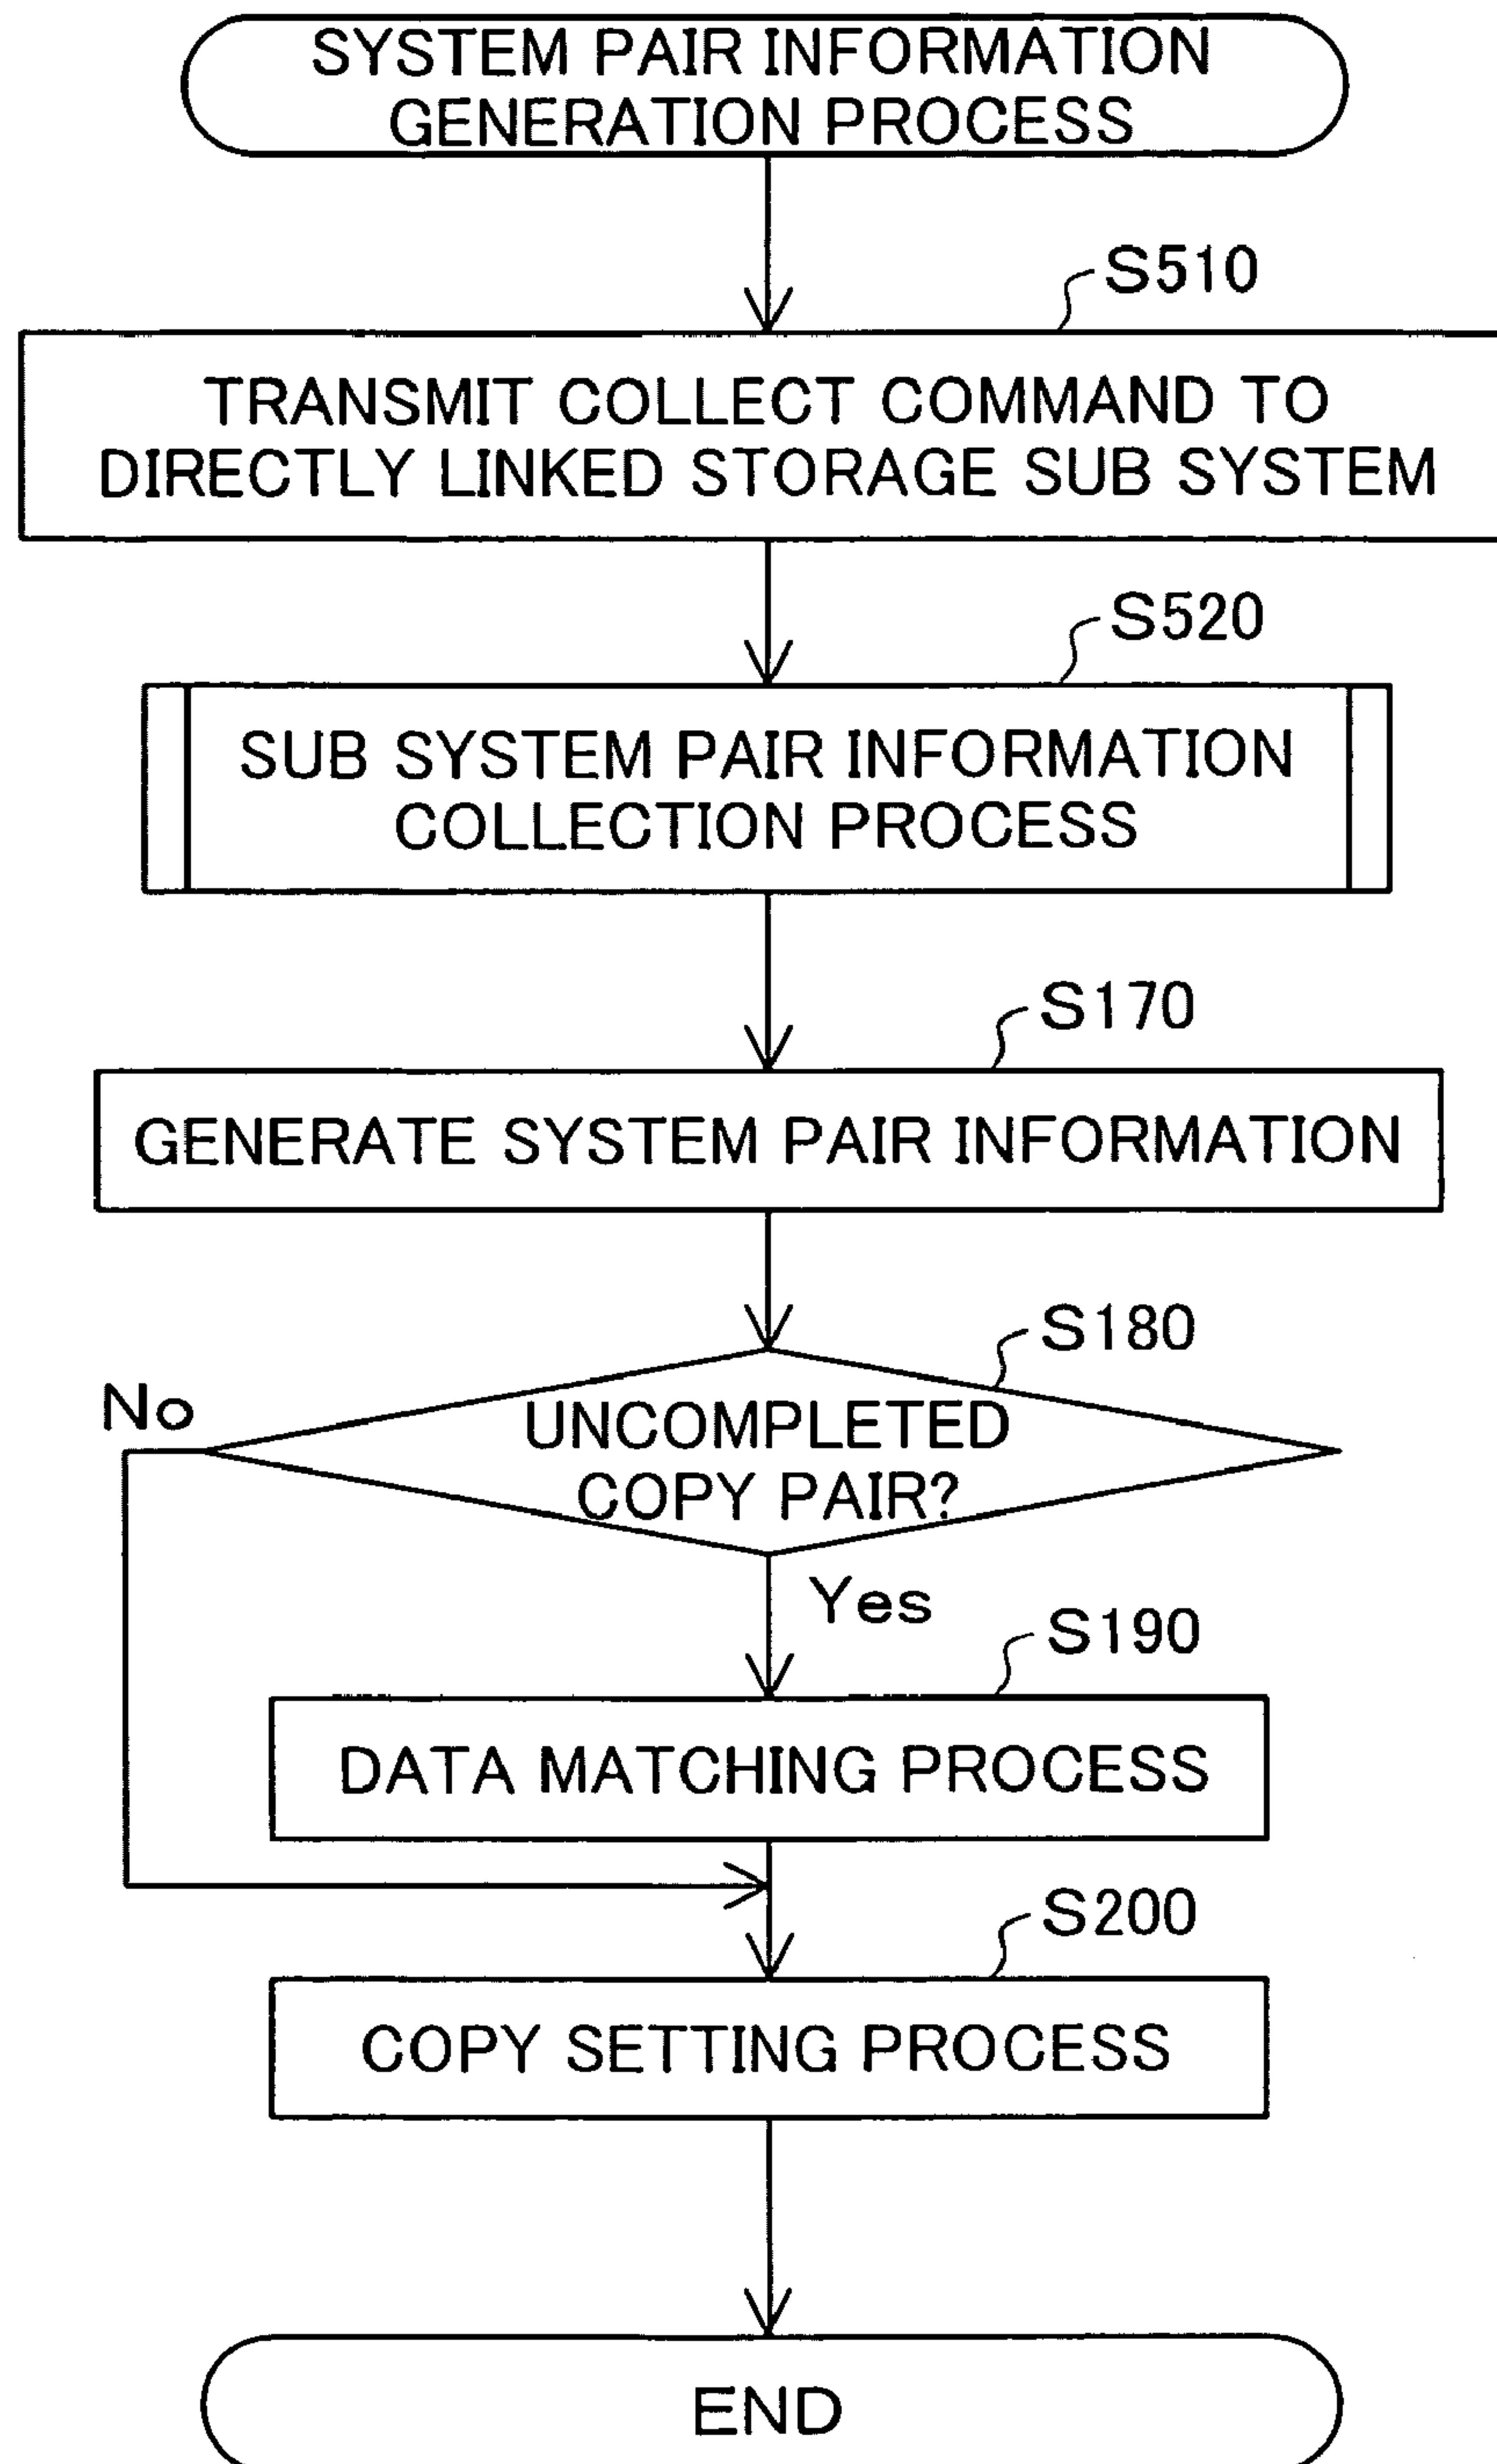 SYSTEM PAIR INFORMATION
GENERATION PROCESS
S510
TRANSMIT COLLECT COMMAND TO
DIRECTLY LINKED STORAGE SUB SYSTEM
S520
SUB SYSTEM PAIR INFORMATION
COLLECTION PROCESS
S170
GENERATE SYSTEM PAIR INFORMATION
S180
No
UNCOMPLETED
COPY PAIR?
Yes
S190
DATA MATCHING PROCESS
S200
COPY SETTING PROCESS
END